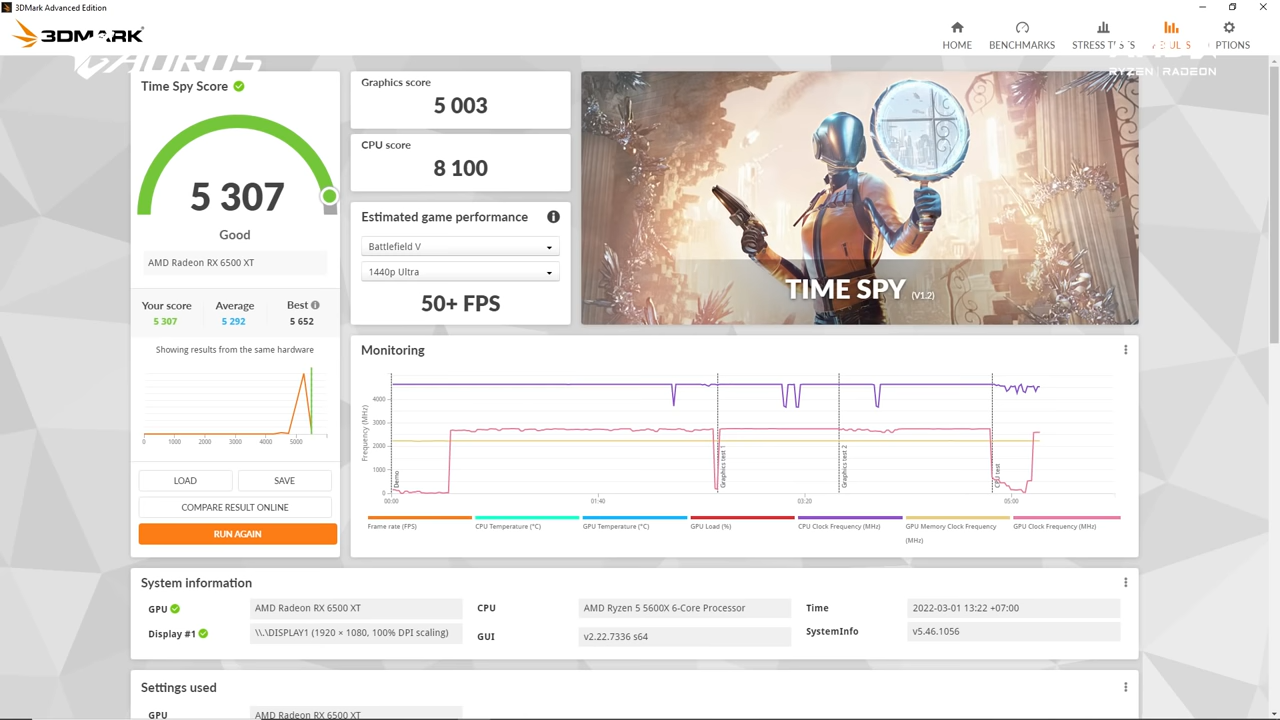 3DMark Advanced Edition
3DMARK
HOME
BENCHMARKS
STRESS TESTS
OPTIONS
AORUS
RYZEN | RADEON
Time Spy Score
5 307
Good
AMD Radeon RX 6500 XT
Your score
Average
Best
5 307
5 292
5 652
Showing results from the same hardware
0 1000 2000 3000 4000 5000
LOAD
SAVE
COMPARE RESULT ONLINE
RUN AGAIN
Graphics score
5 003
CPU score
8 100
Estimated game performance
Battlefield V
1440p Ultra
50+ FPS
TIME SPY (V1.2)
Monitoring
Frequency (MHz)
4000
3000
2000
1000
0
Demo
Graphics test 1
Graphics test 2
CPU test
00:00 01:40 03:20 05:00
Frame rate (FPS)
CPU Temperature (°C)
GPU Temperature (°C)
GPU Load (%)
CPU Clock Frequency (MHz)
GPU Memory Clock Frequency
(MHz)
GPU Clock Frequency (MHz)
System information
GPU
AMD Radeon RX 6500 XT
CPU
AMD Ryzen 5 5600X 6-Core Processor
Time
2022-03-01 13:22 +07:00
Display #1
\\.\DISPLAY1 (1920 × 1080, 100% DPI scaling)
GUI
v2.22.7336 s64
SystemInfo
v5.46.1056
Settings used
GPU
AMD Radeon RX 6500 XT